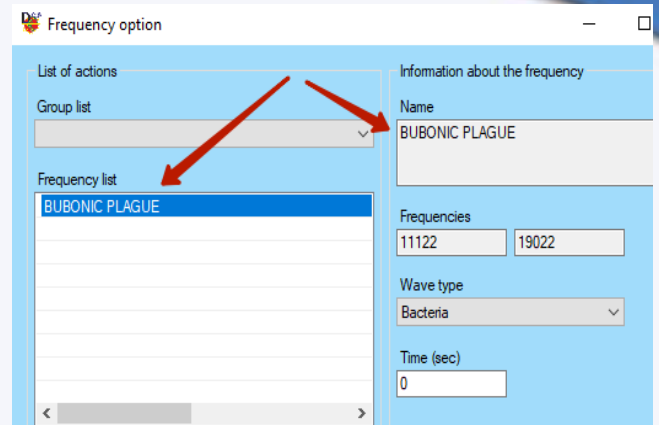 Frequency option
List of actions
Group list
Frequency list
BUBONIC PLAGUE
Information about the frequency
Name
BUBONIC PLAGUE
Frequencies
11122 19022
Wave type
Bacteria
Time (sec)
0